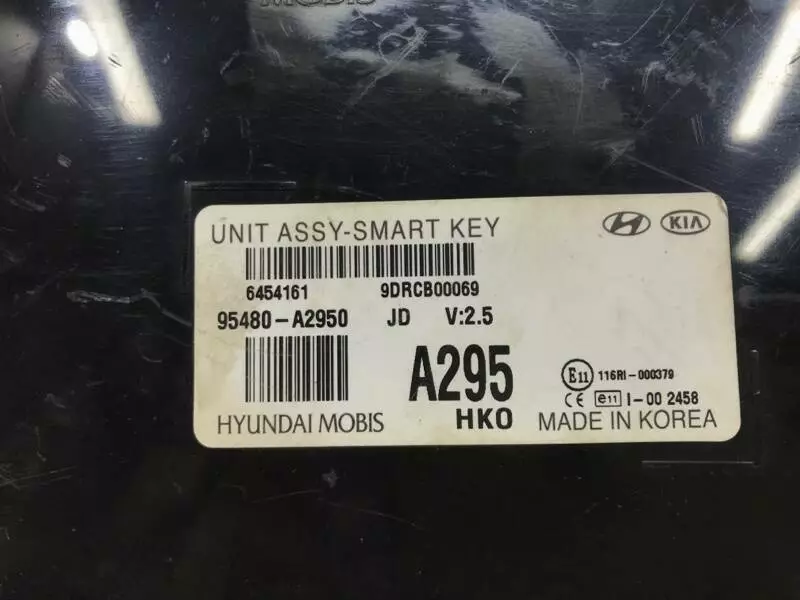 MOBIS
UNIT ASSY-SMART KEY
KIA
6454161 9DRCB00069
95480-A2950 JD V:2.5
A295
E11 116RI-000379
CE e11 I-00 2458
HYUNDAI MOBIS HKO MADE IN KOREA